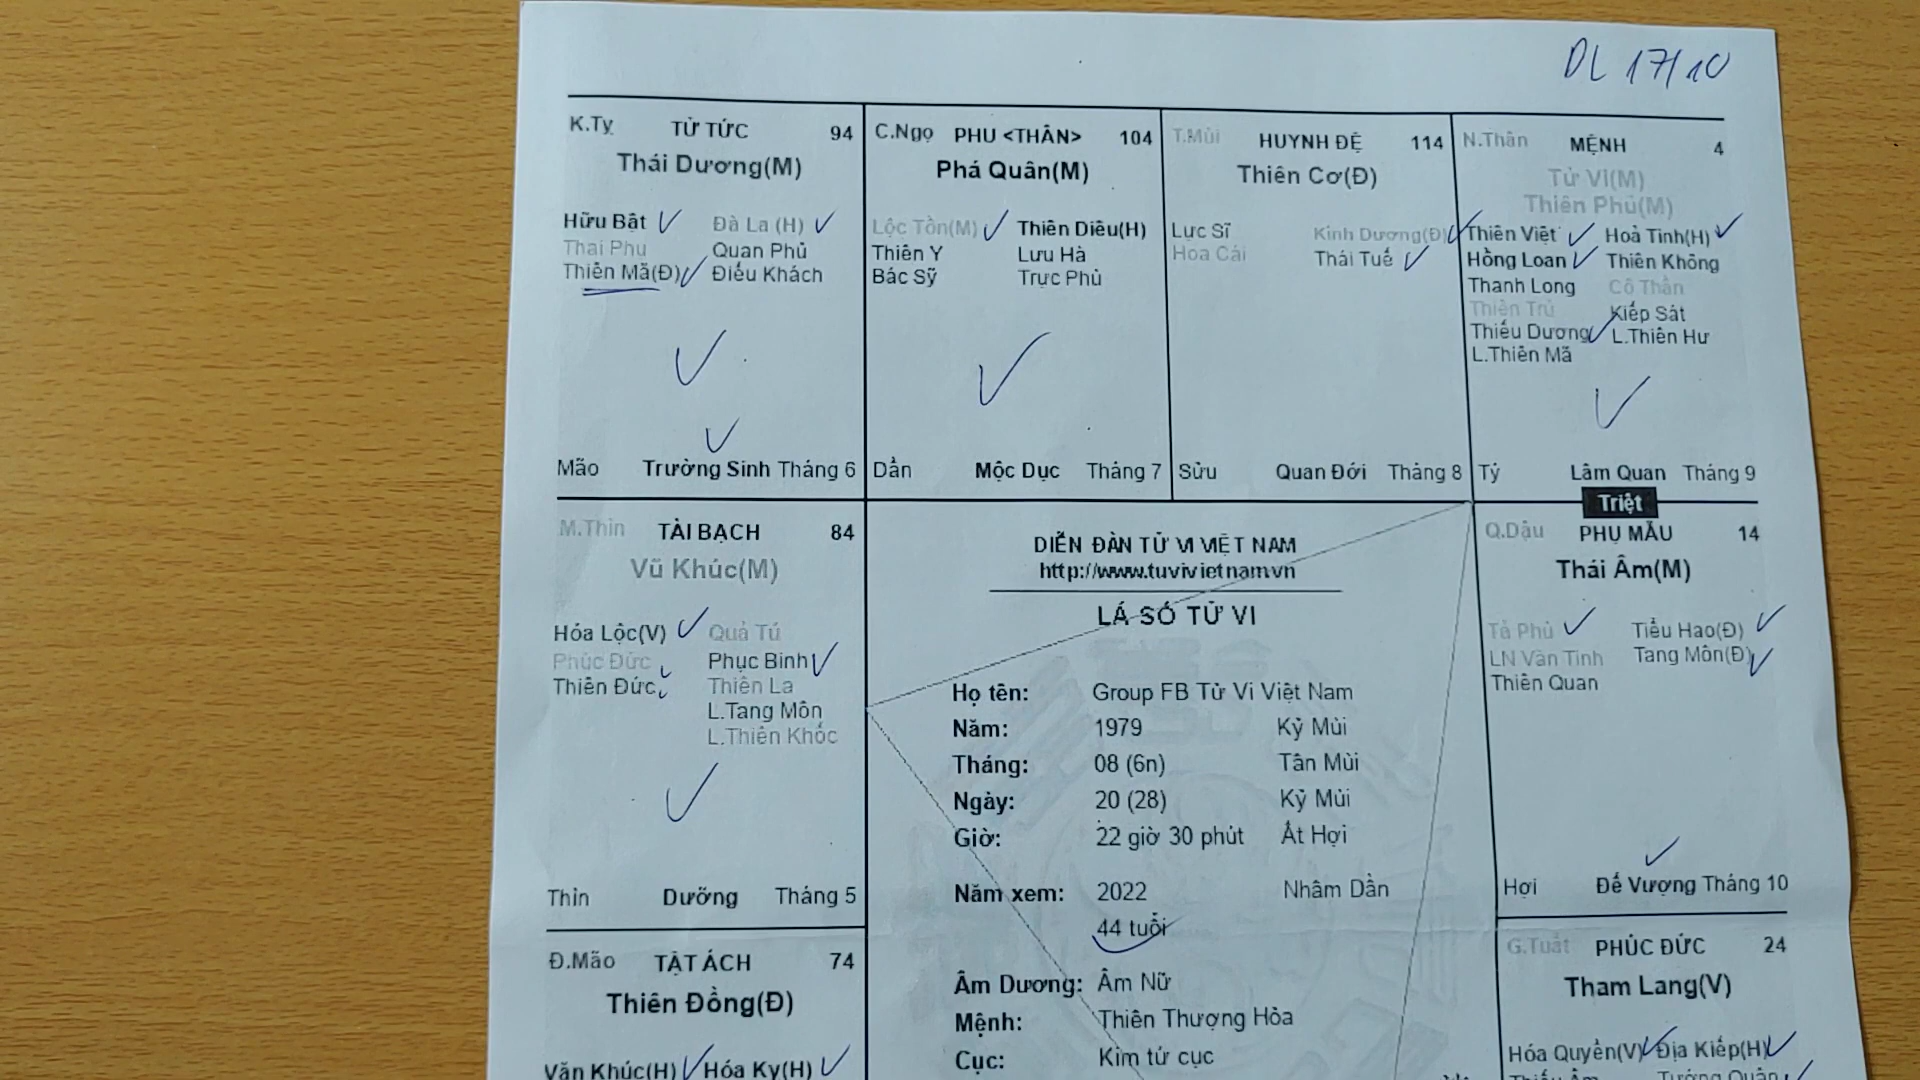 ĐL 17/10
K.Tỵ TỬ TỨC 94
Thái Dương(M)
Hữu Bật Đà La (H)
Thai Phụ Quan Phủ
Thiên Mã(Đ) Điếu Khách
Mão Trường Sinh Tháng 6
C.Ngọ PHU <THÂN> 104
Phá Quân(M)
Lộc Tồn(M) Thiên Diêu(H)
Thiên Y Lưu Hà
Bác Sỹ Trực Phù
Dần Mộc Dục Tháng 7
T.Mùi HUYNH ĐỆ 114
Thiên Cơ(Đ)
Lực Sĩ Kình Dương(Đ)
Hoa Cái Thái Tuế
Sửu Quan Đới Tháng 8
N.Thân MỆNH 4
Tử Vi(M)
Thiên Phủ(M)
Thiên Việt Hoả Tinh(H)
Hồng Loan Thiên Không
Thanh Long Cô Thần
Thiên Trù Kiếp Sát
Thiếu Dương L.Thiên Hư
L.Thiên Mã
Tý Lâm Quan Tháng 9
Triệt
M.Thìn TÀI BẠCH 84
Vũ Khúc(M)
Hóa Lộc(V) Quả Tú
Phúc Đức Phục Binh
Thiên Đức Thiên La
L.Tang Môn
L.Thiên Khốc
Thìn Dưỡng Tháng 5
DIỄN ĐÀN TỬ VI VIỆT NAM
http://www.tuvivietnam.vn
LÁ SỐ TỬ VI
Họ tên: Group FB Tử Vi Việt Nam
Năm: 1979 Kỷ Mùi
Tháng: 08 (6n) Tân Mùi
Ngày: 20 (28) Kỷ Mùi
Giờ: 22 giờ 30 phút Ất Hợi
Năm xem: 2022 Nhâm Dần
44 tuổi
Âm Dương: Âm Nữ
Mệnh: Thiên Thượng Hỏa
Cục: Kim tứ cục
Q.Dậu PHỤ MẪU 14
Thái Âm(M)
Tả Phù Tiểu Hao(Đ)
LN Văn Tinh Tang Môn(Đ)
Thiên Quan
Hợi Đế Vượng Tháng 10
Đ.Mão TẬT ÁCH 74
Thiên Đồng(Đ)
Văn Khúc(H) Hóa Kỵ(H)
G.Tuất PHÚC ĐỨC 24
Tham Lang(V)
Hóa Quyền(V) Địa Kiếp(H)
Thiếu Âm Tướng Quân